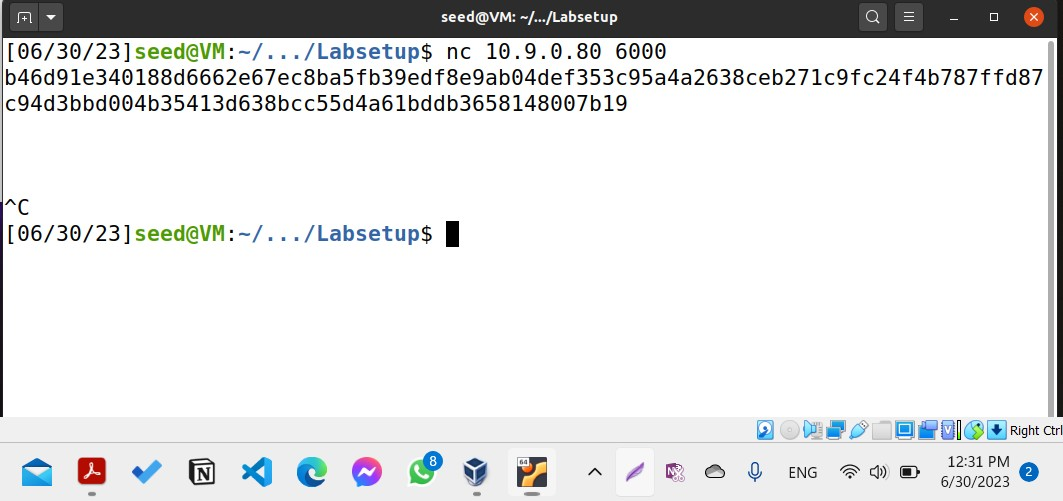 seed@VM: ~/.../Labsetup
[06/30/23]seed@VM:~/.../Labsetup$ nc 10.9.0.80 6000
b46d91e340188d6662e67ec8ba5fb39edf8e9ab04def353c95a4a2638ceb271c9fc24f4b787ffd87
c94d3bbd004b35413d638bcc55d4a61bddb3658148007b19
^C
[06/30/23]seed@VM:~/.../Labsetup$
Right Ctrl
8
64
ENG
12:31 PM
6/30/2023
2